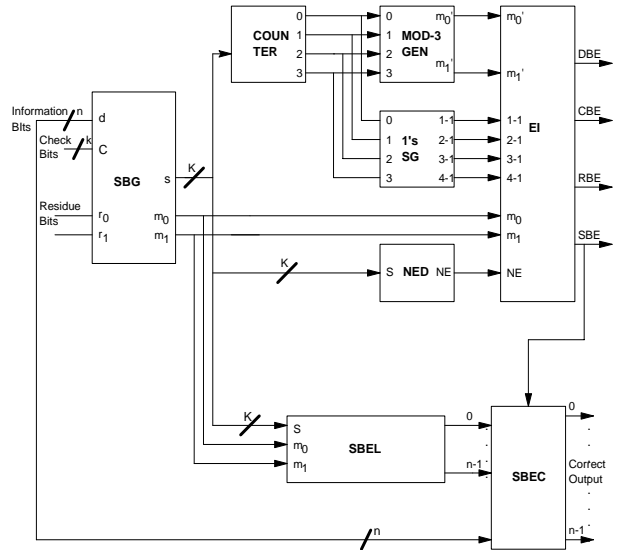 COUN
TER
0
1
2
3
0
1
2
3
MOD-3
GEN
m0'
m1'
m0'
m1'
DBE
CBE
RBE
SBE
EI
Information
BIts
n
d
Check
Bits
k
C
SBG
s
K
Residue
Bits
r0
r1
m0
m1
0
1
2
3
1's
SG
1-1
2-1
3-1
4-1
1-1
2-1
3-1
4-1
m0
m1
NE
K
S
NED
NE
K
S
m0
m1
SBEL
0
n-1
SBEC
0
Correct
Output
n-1
n